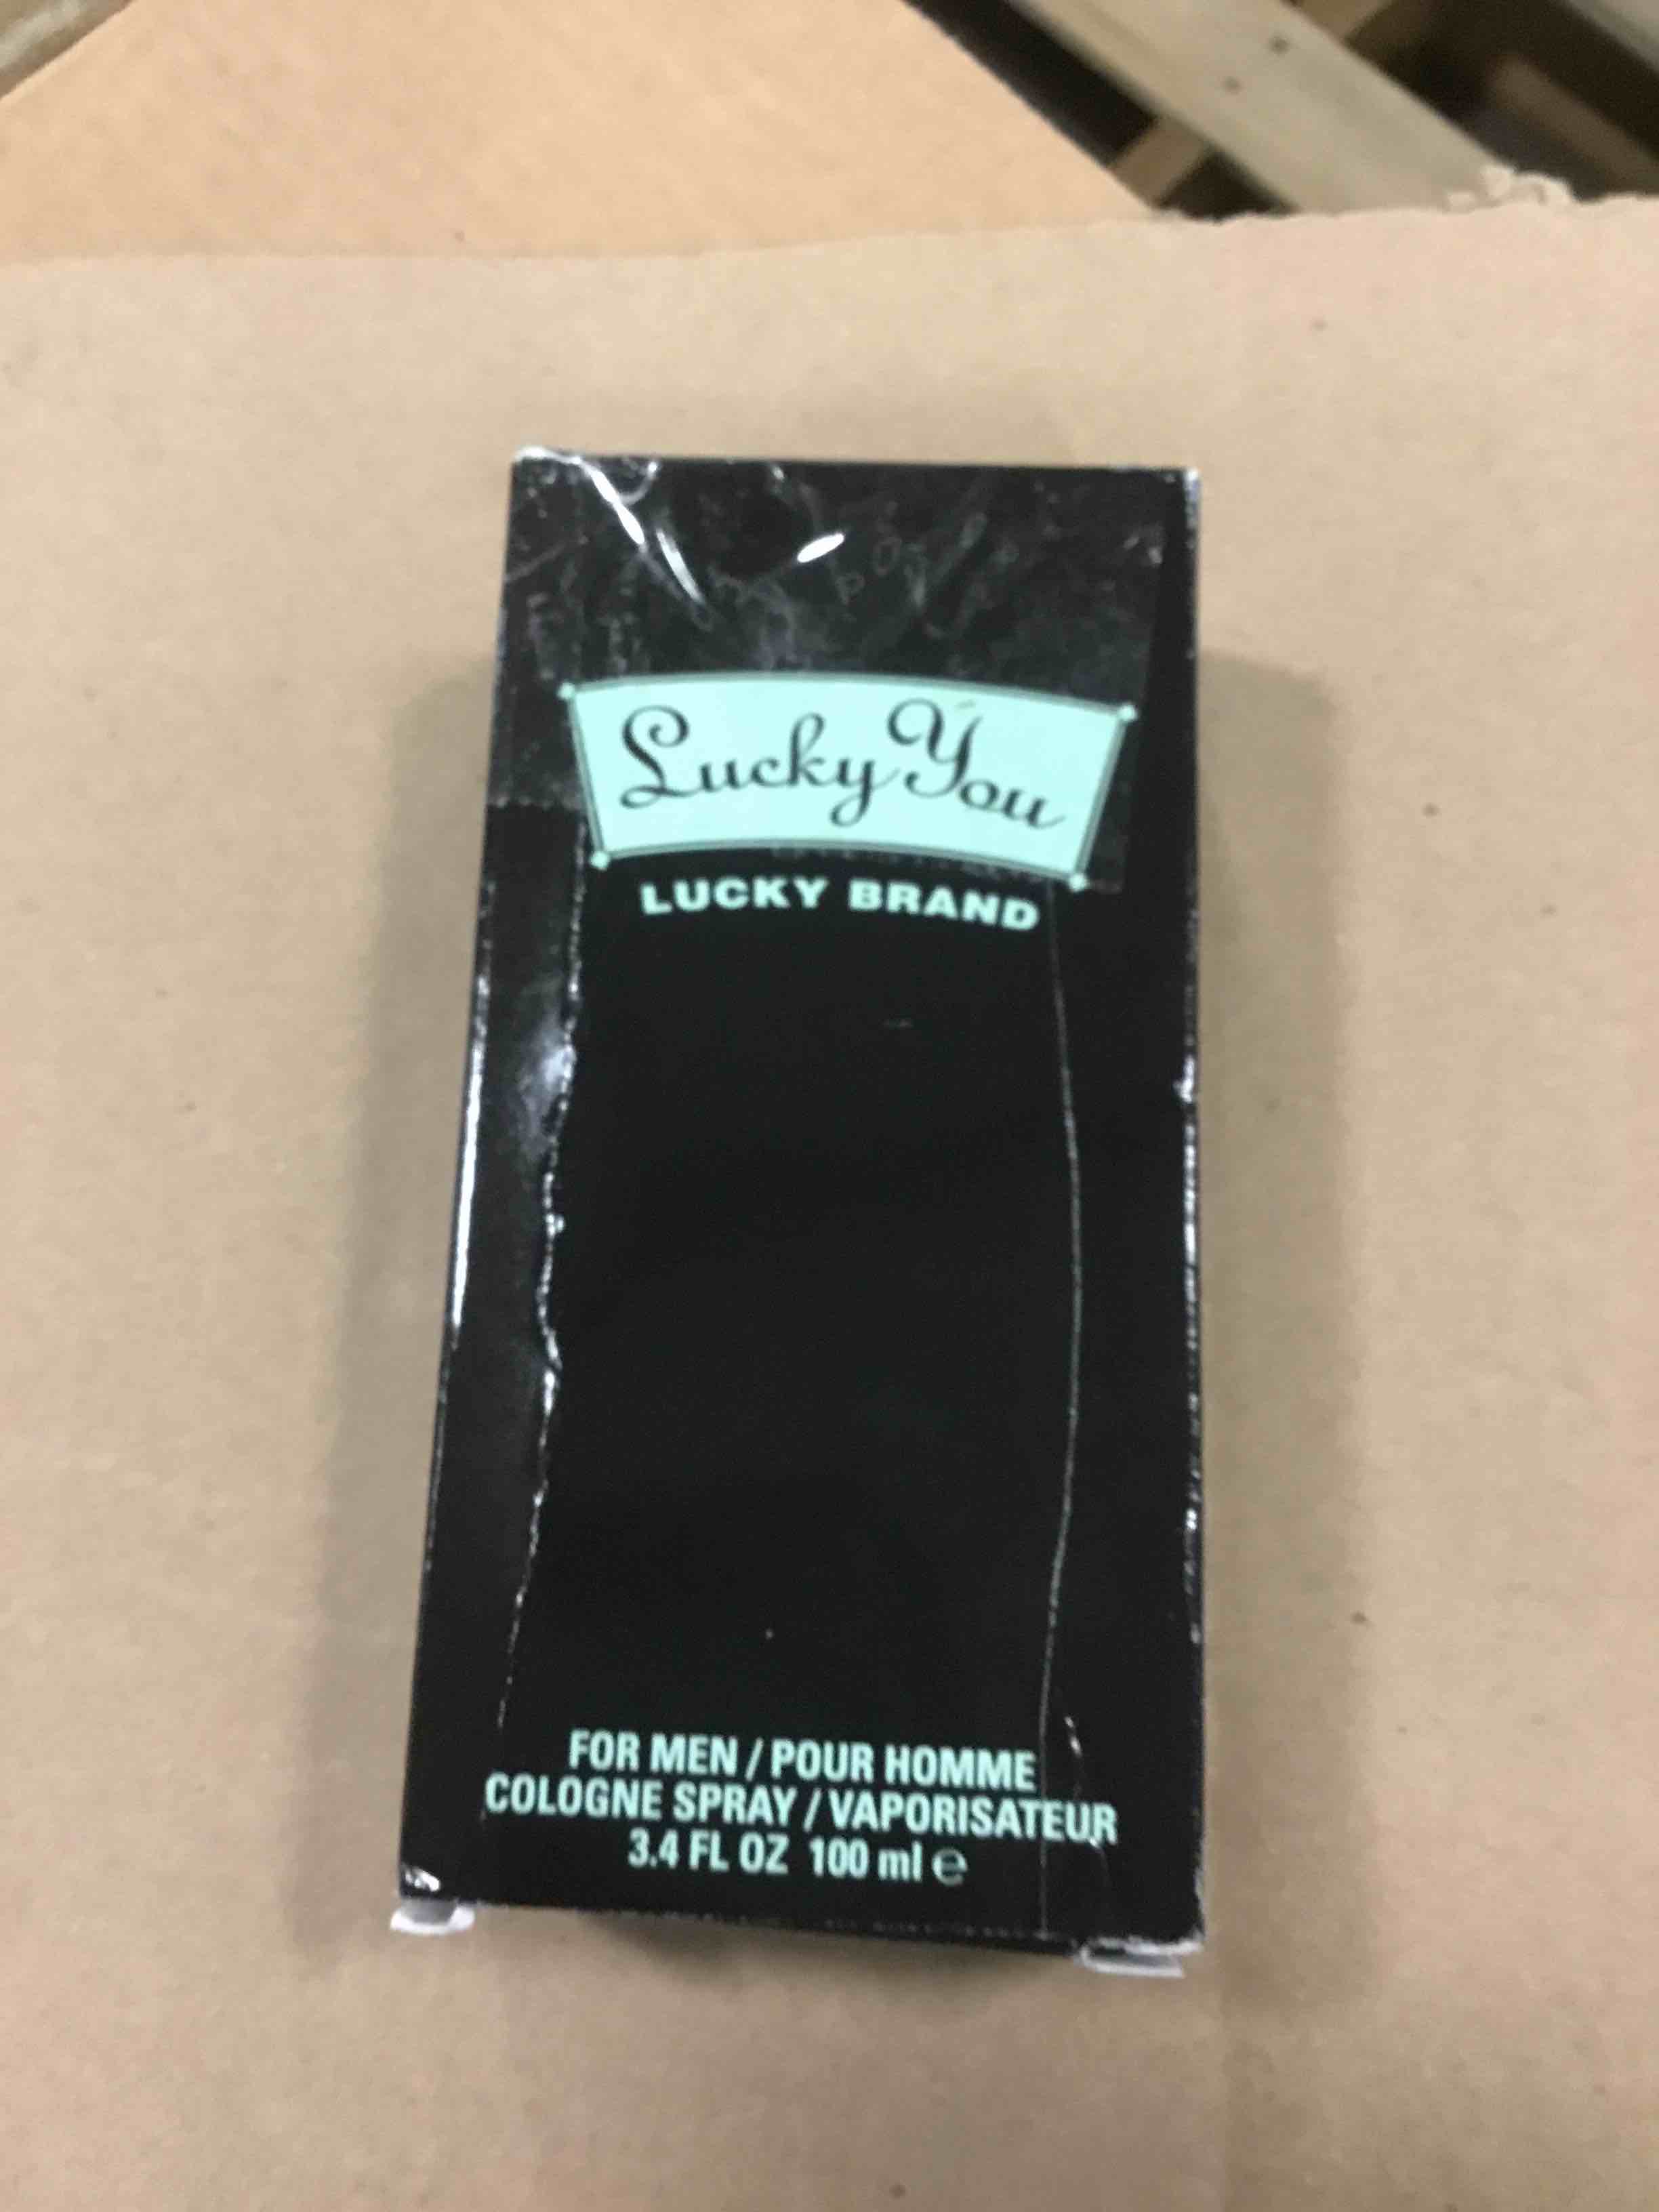 Lucky You
LUCKY BRAND
FOR MEN / POUR HOMME
COLOGNE SPRAY / VAPORISATEUR
3.4 FL OZ 100 ml ℮